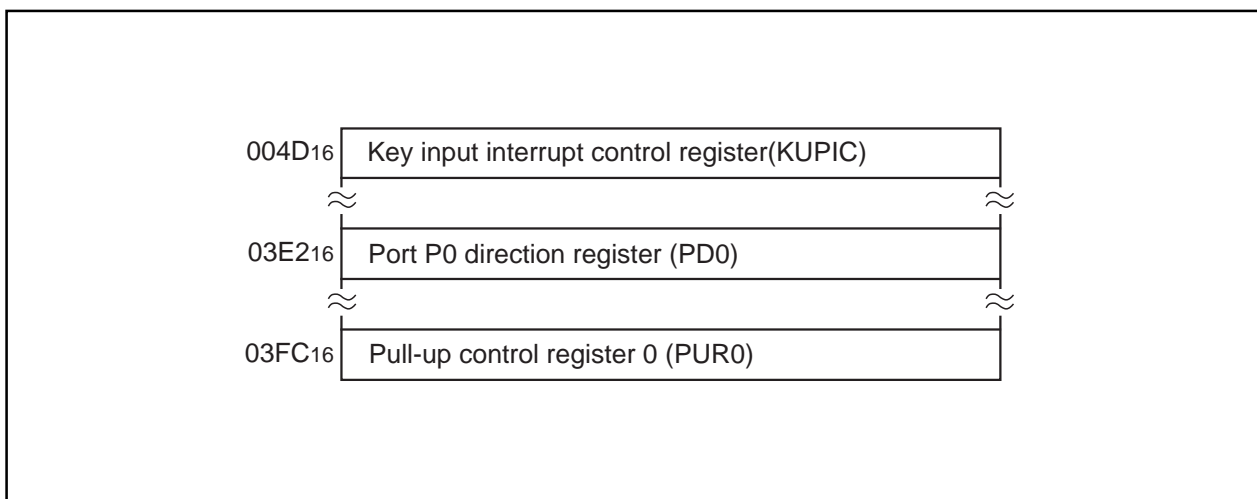 004D16 Key input interrupt control register(KUPIC)
03E216 Port P0 direction register (PD0)
03FC16 Pull-up control register 0 (PUR0)